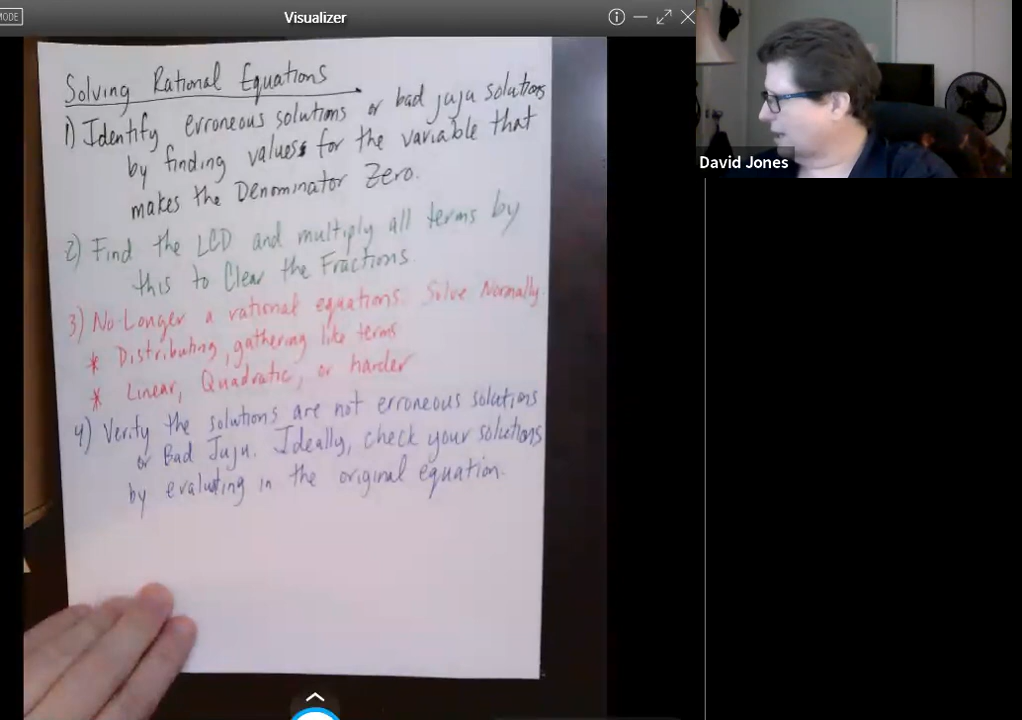 MODE
Visualizer
David Jones
Solving Rational Equations
1) Identify erroneous solutions or bad juju solutions
by finding values for the variable that
makes the Denominator Zero.
2) Find the LCD and multiply all terms by
this to Clear the Fractions.
3) No-Longer a rational equations. Solve Normally.
* Distributing, gathering like terms
* Linear, Quadratic, or harder
4) Verify the solutions are not erroneous solutions
or Bad Juju. Ideally, check your solutions
by evaluting in the original equation.